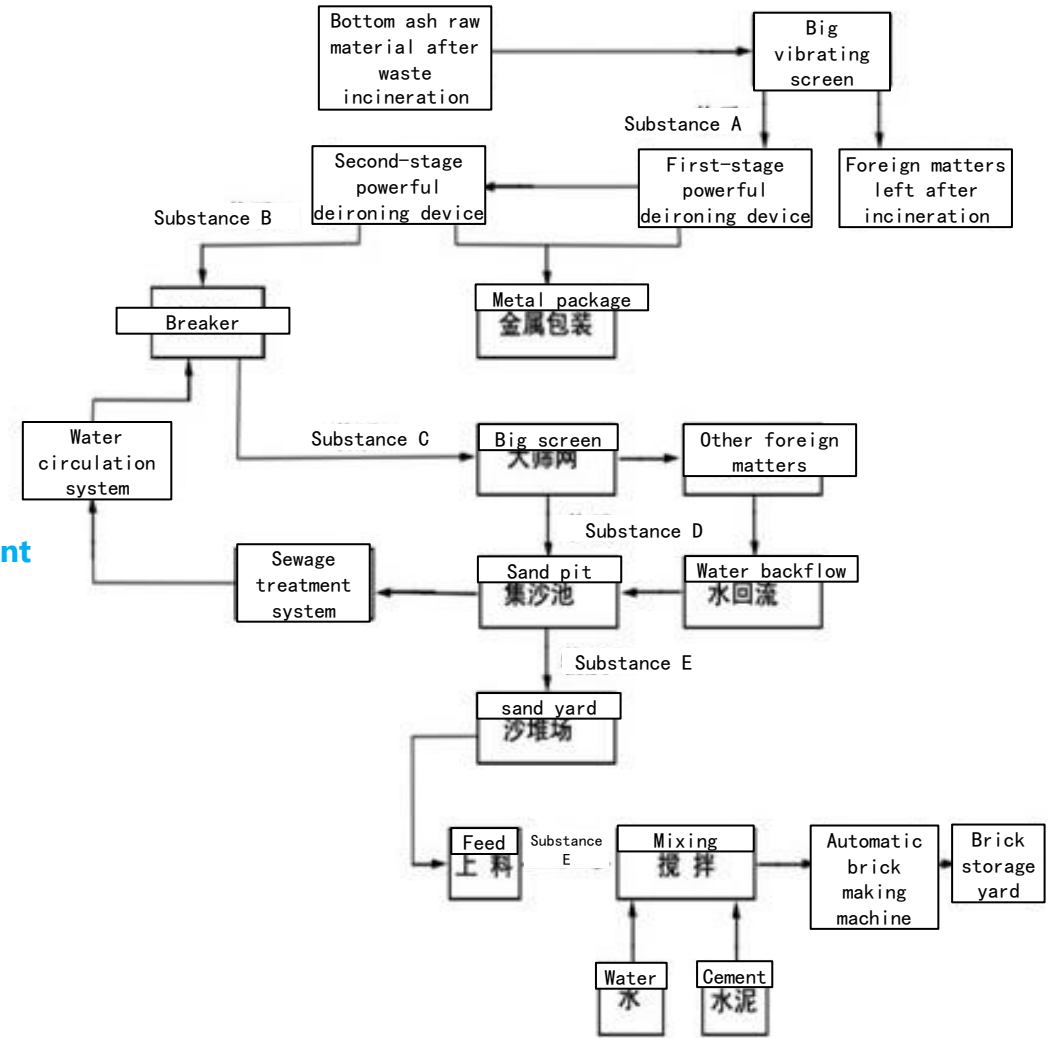 Bottom ash raw
material after
waste
incineration
Big
vibrating
screen
Substance A
Second-stage
powerful
deironing device
First-stage
powerful
deironing device
Foreign matters
left after
incineration
Substance B
Metal package
金属包装
Breaker
Water
circulation
system
Substance C
Big screen
大师网
Other foreign
matters
Substance D
nt
Sewage
treatment
system
Sand pit
集沙池
Water backflow
水回流
Substance E
sand yard
沙堆场
Feed
上料
Substance
E
Mixing
搅拌
Automatic
brick
making
machine
Brick
storage
yard
Water
水
Cement
水泥